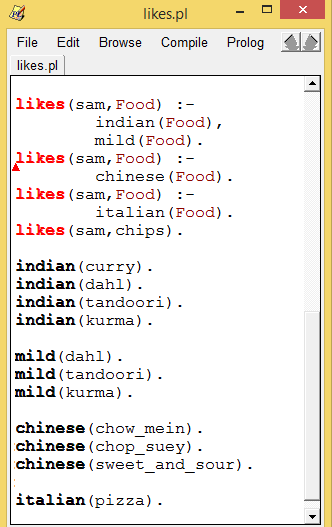 likes.pl
File Edit Browse Compile Prolog
likes.pl
likes(sam,Food) :-
        indian(Food),
        mild(Food).
likes(sam,Food) :-
        chinese(Food).
likes(sam,Food) :-
        italian(Food).
likes(sam,chips).
indian(curry).
indian(dahl).
indian(tandoori).
indian(kurma).
mild(dahl).
mild(tandoori).
mild(kurma).
chinese(chow_mein).
chinese(chop_suey).
chinese(sweet_and_sour).
italian(pizza).